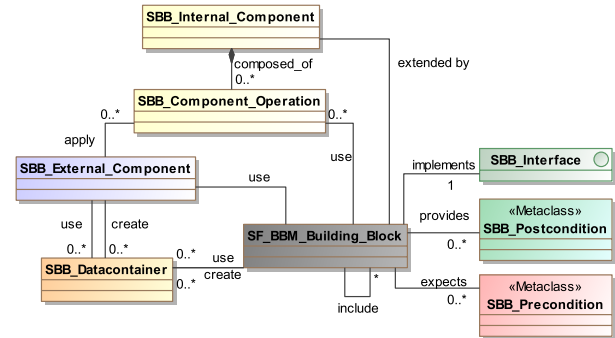 SBB_Internal_Component
composed_of
0..*
extended by
SBB_Component_Operation
0..*
0..*
apply
use
SBB_External_Component
use
implements
1
SBB_Interface
use
create
0..*
0..*
provides
0..*
«Metaclass»
SBB_Postcondition
SF_BBM_Building_Block
SBB_Datacontainer
0..*
use
create
0..*
*
include
expects
0..*
«Metaclass»
SBB_Precondition